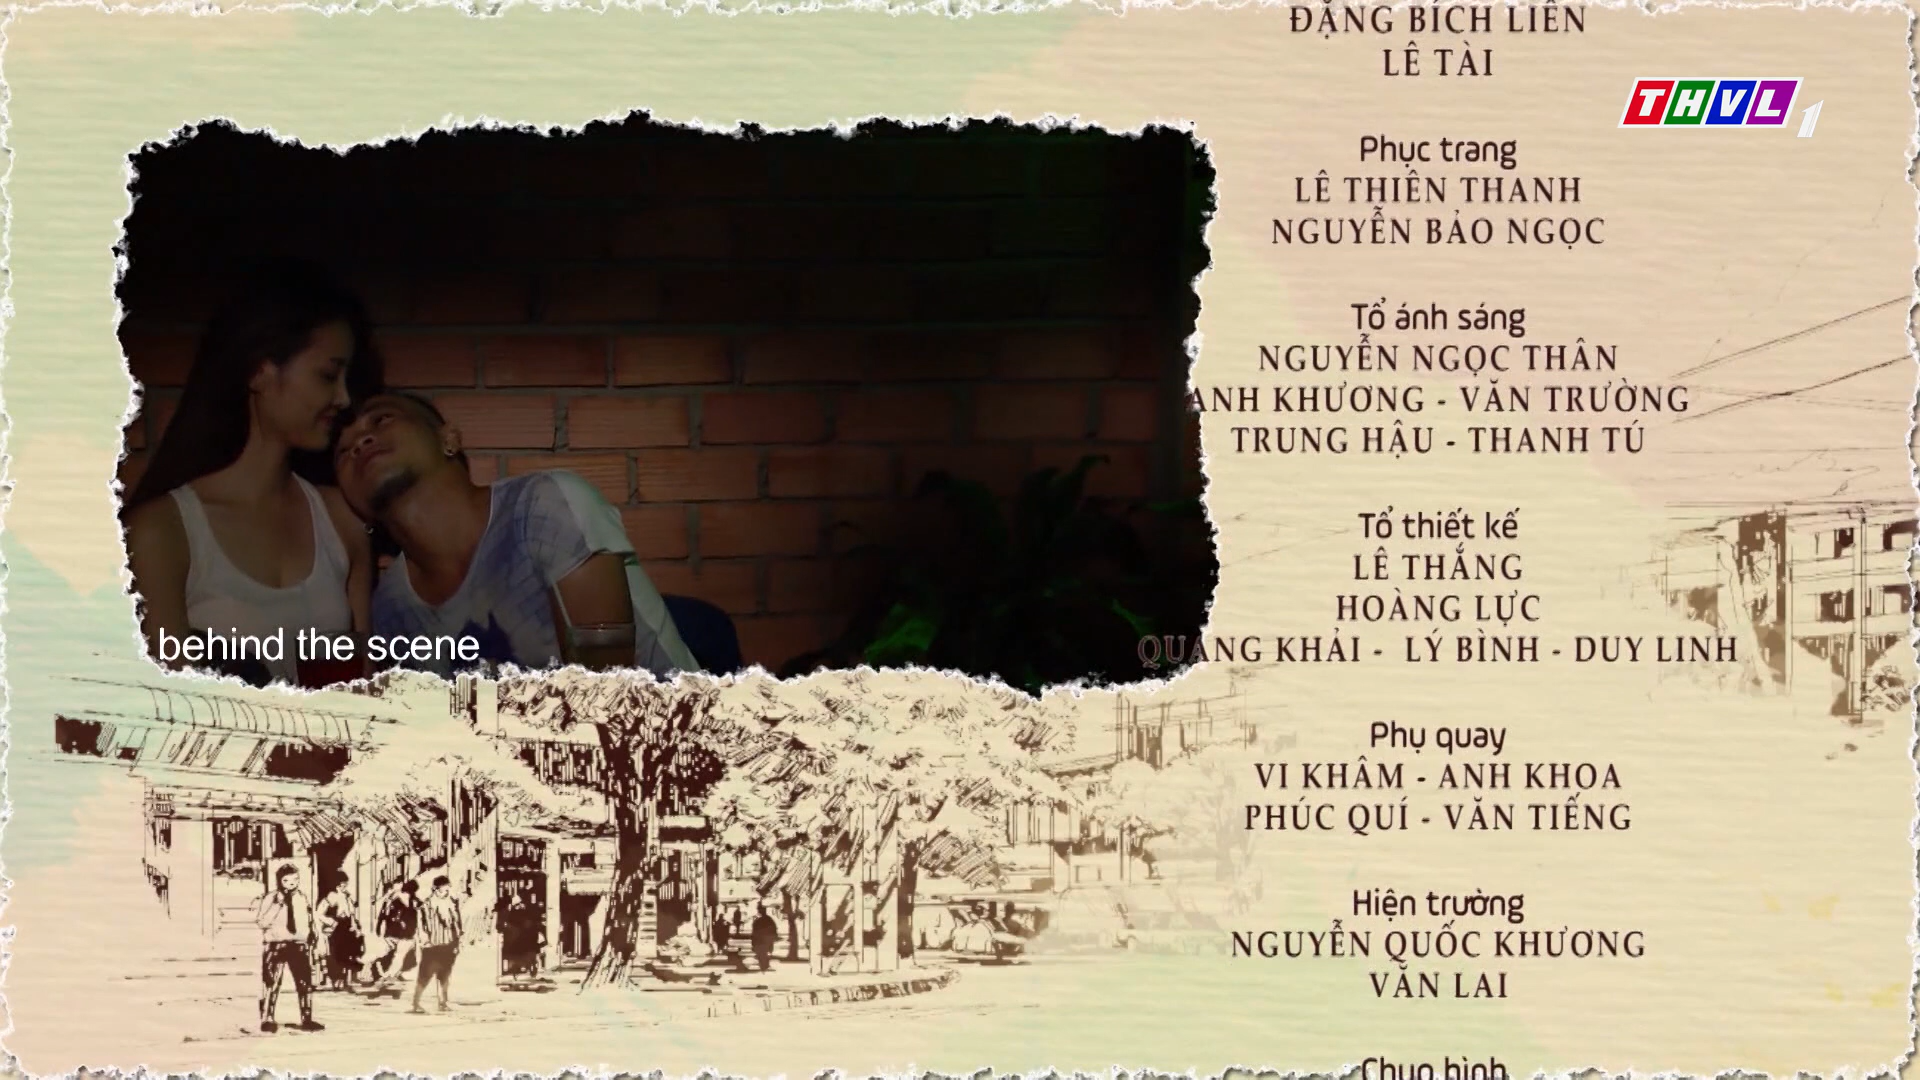 ĐẶNG BÍCH LIÊN
LÊ TÀI
THVL1
Phục trang
LÊ THIÊN THANH
NGUYỄN BẢO NGỌC
Tổ ánh sáng
NGUYỄN NGỌC THÂN
ANH KHƯƠNG - VĂN TRƯỜNG
TRUNG HẬU - THANH TÚ
Tổ thiết kế
LÊ THẮNG
HOÀNG LỰC
QUANG KHẢI - LÝ BÌNH - DUY LINH
behind the scene
Phụ quay
VI KHÂM - ANH KHOA
PHÚC QUÍ - VĂN TIẾNG
Hiện trường
NGUYỄN QUỐC KHƯƠNG
VĂN LAI